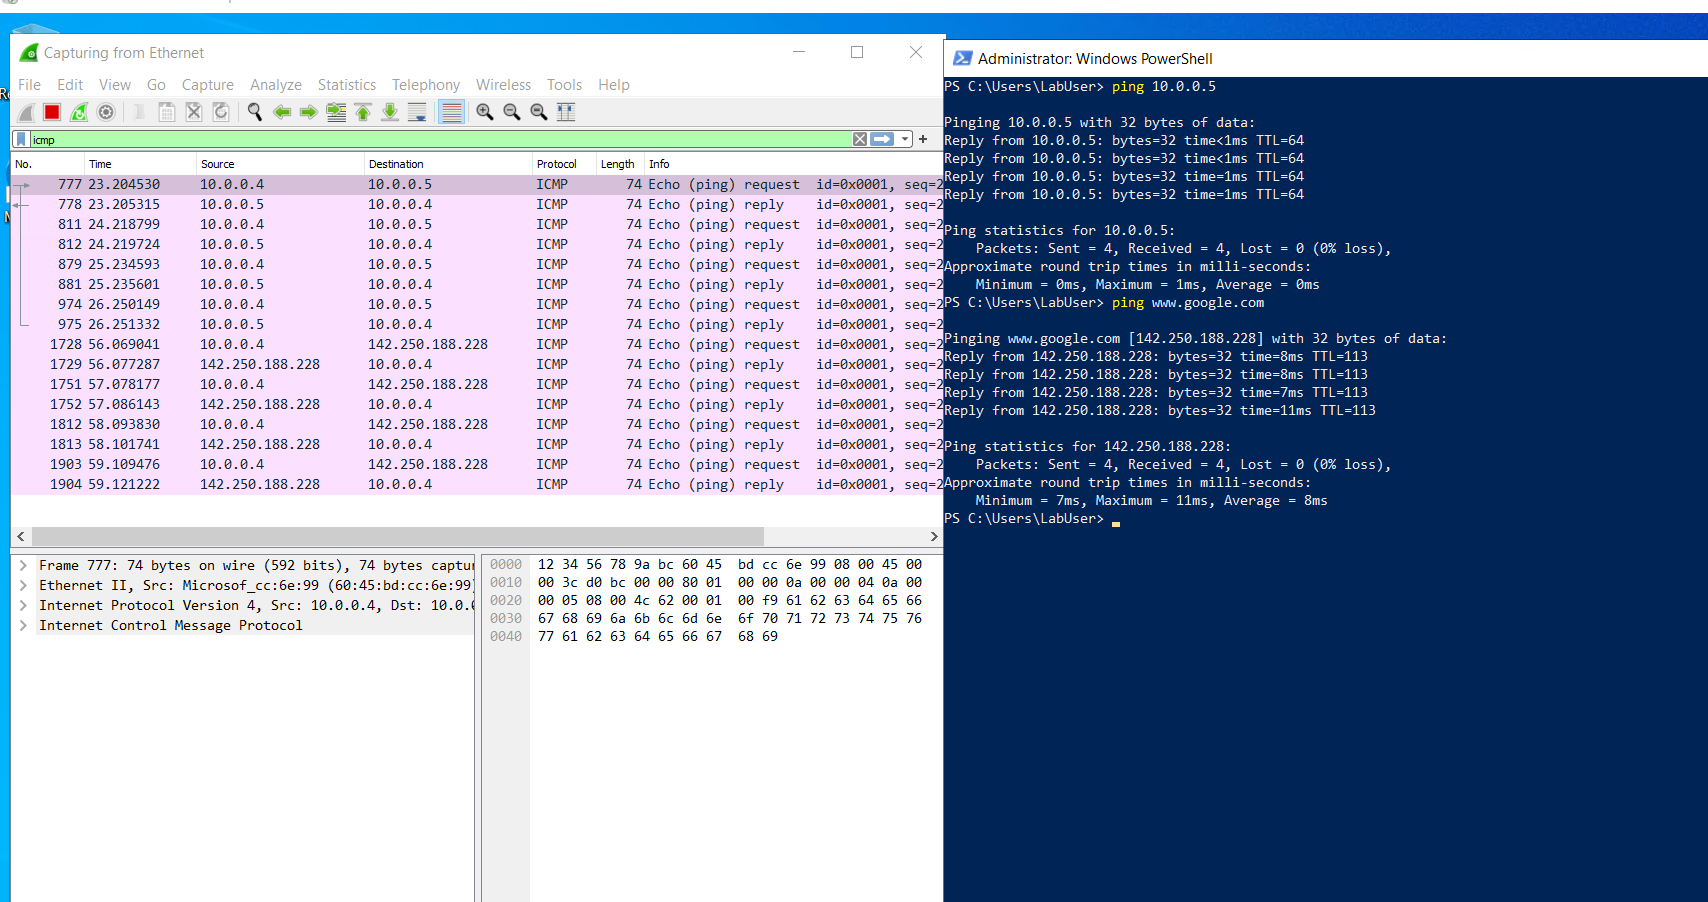 Capturing from Ethernet
File Edit View Go Capture Analyze Statistics Telephony Wireless Tools Help
icmp
No. Time Source Destination Protocol Length Info
777 23.204530 10.0.0.4 10.0.0.5 ICMP 74 Echo (ping) request id=0x0001, seq=2
778 23.205315 10.0.0.5 10.0.0.4 ICMP 74 Echo (ping) reply id=0x0001, seq=2
811 24.218799 10.0.0.4 10.0.0.5 ICMP 74 Echo (ping) request id=0x0001, seq=2
812 24.219724 10.0.0.5 10.0.0.4 ICMP 74 Echo (ping) reply id=0x0001, seq=2
879 25.234593 10.0.0.4 10.0.0.5 ICMP 74 Echo (ping) request id=0x0001, seq=2
881 25.235601 10.0.0.5 10.0.0.4 ICMP 74 Echo (ping) reply id=0x0001, seq=2
974 26.250149 10.0.0.4 10.0.0.5 ICMP 74 Echo (ping) request id=0x0001, seq=2
975 26.251332 10.0.0.5 10.0.0.4 ICMP 74 Echo (ping) reply id=0x0001, seq=2
1728 56.069041 10.0.0.4 142.250.188.228 ICMP 74 Echo (ping) request id=0x0001, seq=2
1729 56.077287 142.250.188.228 10.0.0.4 ICMP 74 Echo (ping) reply id=0x0001, seq=2
1751 57.078177 10.0.0.4 142.250.188.228 ICMP 74 Echo (ping) request id=0x0001, seq=2
1752 57.086143 142.250.188.228 10.0.0.4 ICMP 74 Echo (ping) reply id=0x0001, seq=2
1812 58.093830 10.0.0.4 142.250.188.228 ICMP 74 Echo (ping) request id=0x0001, seq=2
1813 58.101741 142.250.188.228 10.0.0.4 ICMP 74 Echo (ping) reply id=0x0001, seq=2
1903 59.109476 10.0.0.4 142.250.188.228 ICMP 74 Echo (ping) request id=0x0001, seq=2
1904 59.121222 142.250.188.228 10.0.0.4 ICMP 74 Echo (ping) reply id=0x0001, seq=2
Frame 777: 74 bytes on wire (592 bits), 74 bytes captu
Ethernet II, Src: Microsof_cc:6e:99 (60:45:bd:cc:6e:99)
Internet Protocol Version 4, Src: 10.0.0.4, Dst: 10.0.0
Internet Control Message Protocol
0000 12 34 56 78 9a bc 60 45 bd cc 6e 99 08 00 45 00
0010 00 3c d0 bc 00 00 80 01 00 00 0a 00 00 04 0a 00
0020 00 05 08 00 4c 62 00 01 00 f9 61 62 63 64 65 66
0030 67 68 69 6a 6b 6c 6d 6e 6f 70 71 72 73 74 75 76
0040 77 61 62 63 64 65 66 67 68 69
Administrator: Windows PowerShell
PS C:\Users\LabUser> ping 10.0.0.5
Pinging 10.0.0.5 with 32 bytes of data:
Reply from 10.0.0.5: bytes=32 time<1ms TTL=64
Reply from 10.0.0.5: bytes=32 time<1ms TTL=64
Reply from 10.0.0.5: bytes=32 time=1ms TTL=64
Reply from 10.0.0.5: bytes=32 time=1ms TTL=64
Ping statistics for 10.0.0.5:
Packets: Sent = 4, Received = 4, Lost = 0 (0% loss),
Approximate round trip times in milli-seconds:
Minimum = 0ms, Maximum = 1ms, Average = 0ms
PS C:\Users\LabUser> ping www.google.com
Pinging www.google.com [142.250.188.228] with 32 bytes of data:
Reply from 142.250.188.228: bytes=32 time=8ms TTL=113
Reply from 142.250.188.228: bytes=32 time=8ms TTL=113
Reply from 142.250.188.228: bytes=32 time=7ms TTL=113
Reply from 142.250.188.228: bytes=32 time=11ms TTL=113
Ping statistics for 142.250.188.228:
Packets: Sent = 4, Received = 4, Lost = 0 (0% loss),
Approximate round trip times in milli-seconds:
Minimum = 7ms, Maximum = 11ms, Average = 8ms
PS C:\Users\LabUser>